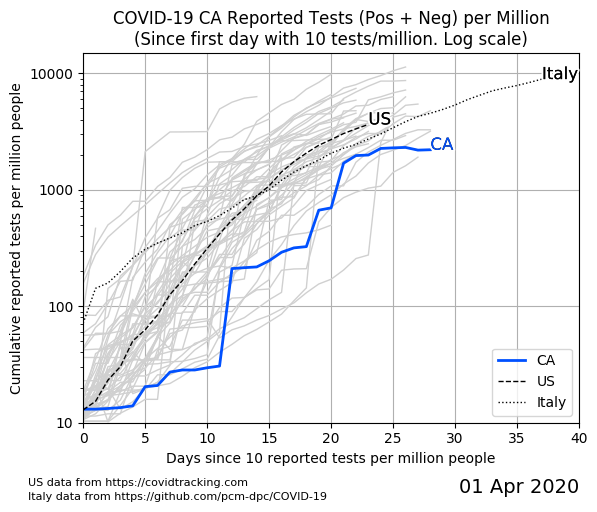 COVID-19 CA Reported Tests (Pos + Neg) per Million
(Since first day with 10 tests/million. Log scale)
Cumulative reported tests per million people
10000
1000
100
10
Italy
US
CA
CA
US
Italy
0 5 10 15 20 25 30 35 40
Days since 10 reported tests per million people
US data from https://covidtracking.com
Italy data from https://github.com/pcm-dpc/COVID-19
01 Apr 2020